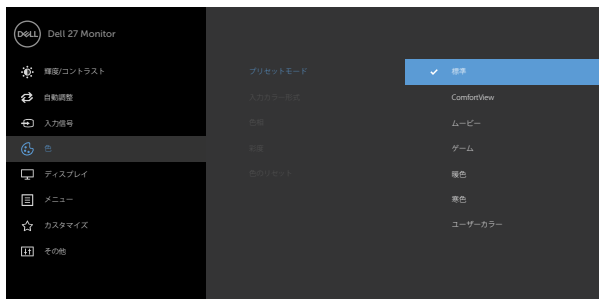 DELL Dell 27 Monitor
輝度/コントラスト
自動調整
入力信号
色
ディスプレイ
メニュー
カスタマイズ
その他
プリセットモード
入力カラー形式
色相
彩度
色のリセット
標準
ComfortView
ムービー
ゲーム
暖色
寒色
ユーザーカラー